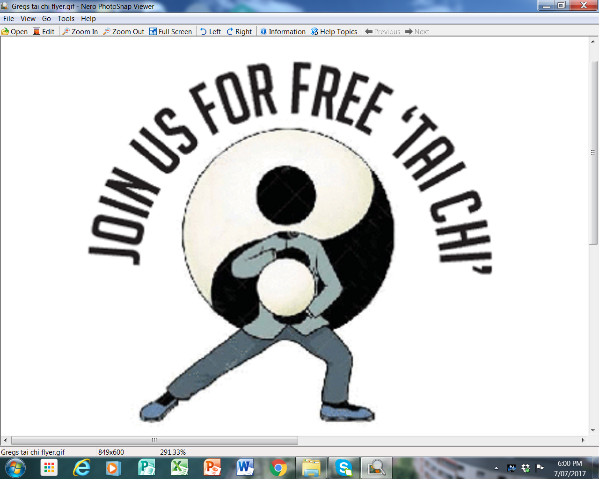 Gregs tai chi flyer.gif - Nero PhotoSnap Viewer
File View Go Tools Help
Open Edit Zoom In Zoom Out Full Screen Left Right Information Help Topics Previous Next
JOIN US FOR FREE ‘TAI CHI’
Gregs tai chi flyer.gif 849x600 291.33%
6:00 PM
7/07/2017